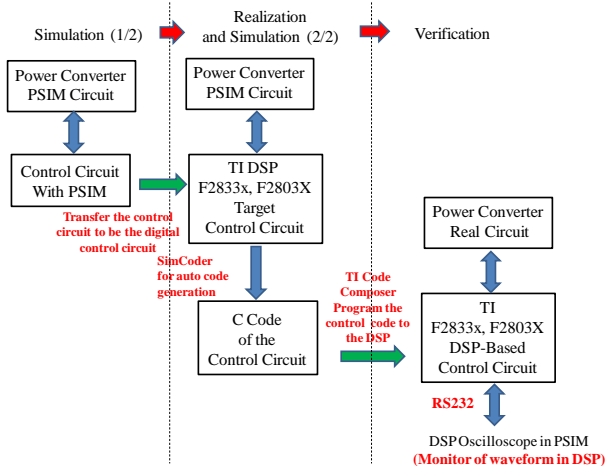 Simulation (1/2)
Realization
and Simulation (2/2)
Verification
Power Converter
PSIM Circuit
Control Circuit
With PSIM
Transfer the control
circuit to be the digital
control circuit
Power Converter
PSIM Circuit
TI DSP
F2833x, F2803X
Target
Control Circuit
SimCoder
for auto code
generation
C Code
of the
Control Circuit
TI Code
Composer
Program the
control code to
the DSP
Power Converter
Real Circuit
TI
F2833x, F2803X
DSP-Based
Control Circuit
RS232
DSP Oscilloscope in PSIM
(Monitor of waveform in DSP)